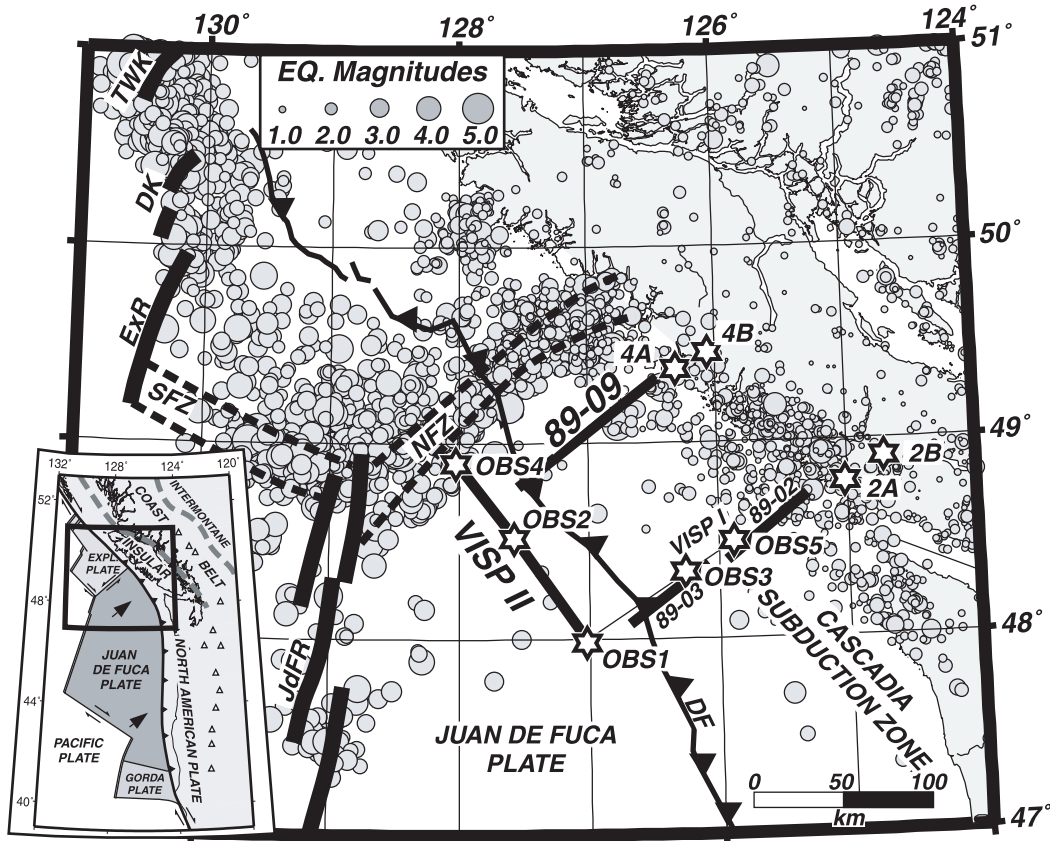 130°
128°
126°
124°
51°
50°
49°
48°
47°
EQ. Magnitudes
1.0 2.0 3.0 4.0 5.0
TWK
DK
ExR
SFZ
NFZ
4A
4B
89-09
2B
2A
OBS4
OBS2
89-02
VISP I
OBS5
OBS3
89-03
VISP II
OBS1
CASCADIA
SUBDUCTION ZONE
JdFR
DF
JUAN DE FUCA
PLATE
0 50 100
km
132° 128° 124° 120°
52°
48°
44°
40°
COAST
BELT
INTERMONTANE
INSULAR
EXPL
PLATE
JUAN
DE FUCA
PLATE
NORTH AMERICAN PLATE
PACIFIC
PLATE
GORDA
PLATE